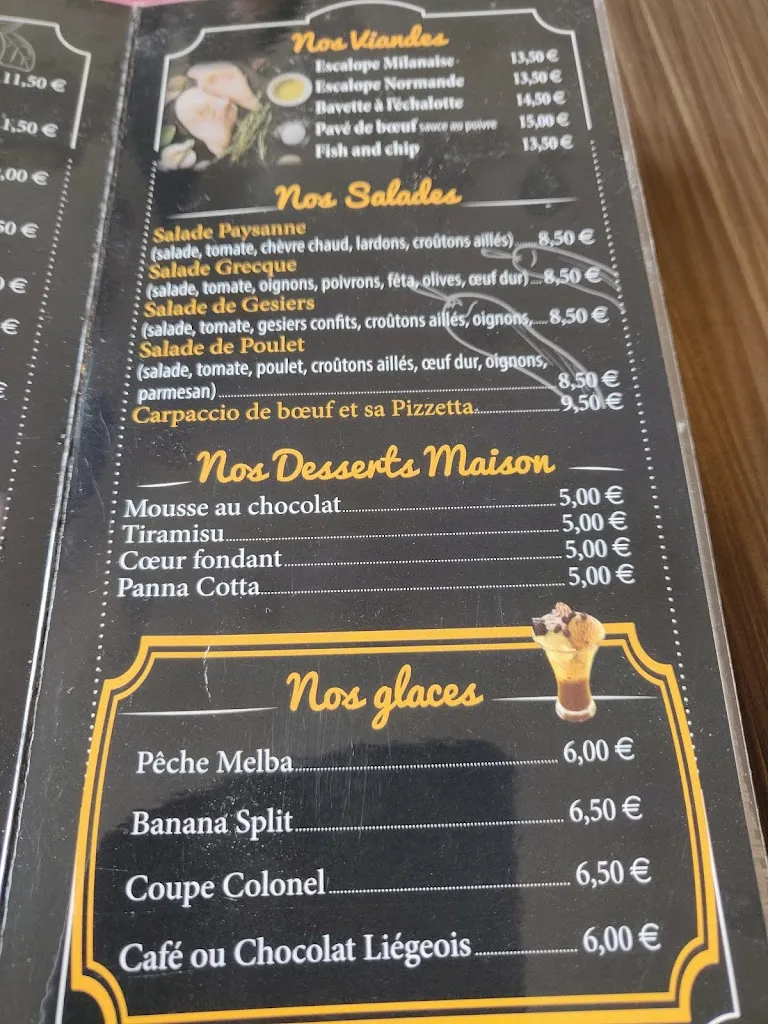 11,50 €
1,50 €
,00 €
50 €
€
€
Nos Viandes
Escalope Milanaise 13,50 €
Escalope Normande 13,50 €
Bavette à l'échalotte 14,50 €
Pavé de bœuf sauce au poivre 15,00 €
Fish and chip 13,50 €
Nos Salades
Salade Paysanne
(salade, tomate, chèvre chaud, lardons, croûtons aillés)....8,50 €
Salade Grecque
(salade, tomate, oignons, poivrons, féta, olives, œuf dur)....8,50 €
Salade de Gesiers
(salade, tomate, gesiers confits, croûtons aillés, oignons,....8,50 €
Salade de Poulet
(salade, tomate, poulet, croûtons aillés, œuf dur, oignons,
parmesan)....8,50 €
Carpaccio de bœuf et sa Pizzetta....9,50 €
Nos Desserts Maison
Mousse au chocolat....5,00 €
Tiramisu....5,00 €
Cœur fondant....5,00 €
Panna Cotta....5,00 €
Nos glaces
Pêche Melba....6,00 €
Banana Split....6,50 €
Coupe Colonel....6,50 €
Café ou Chocolat Liégeois....6,00 €